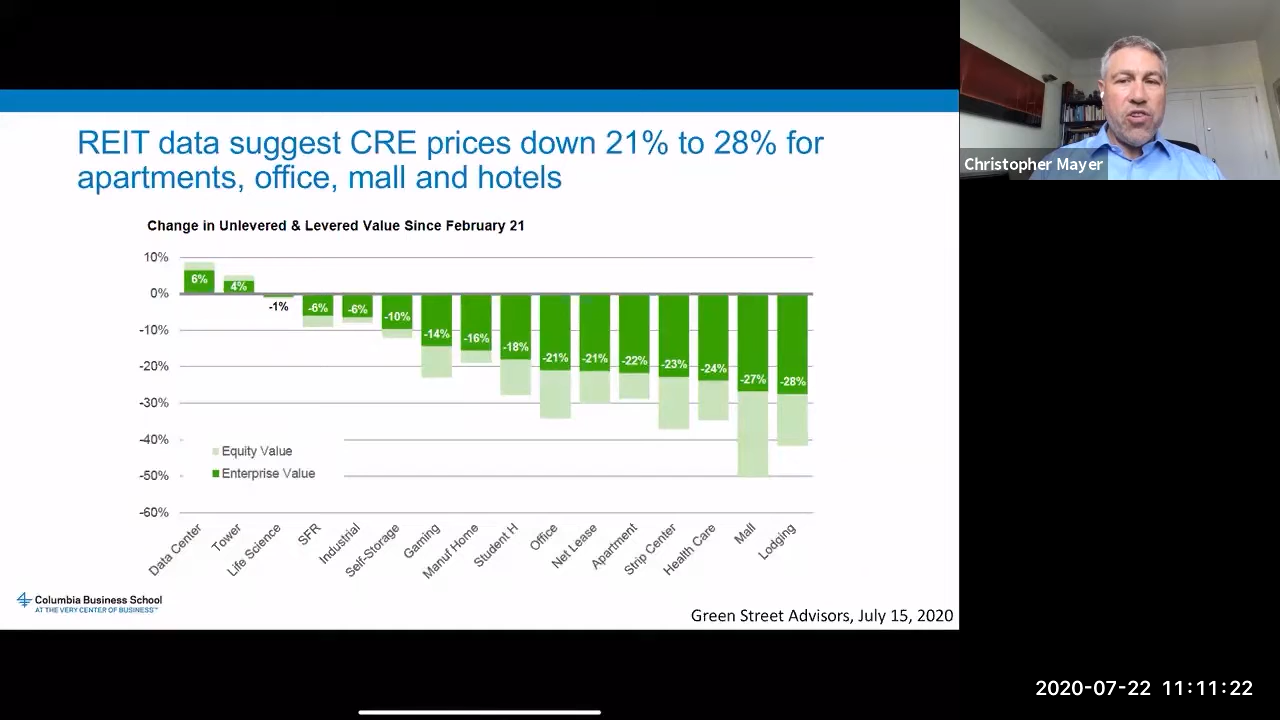 REIT data suggest CRE prices down 21% to 28% for
apartments, office, mall and hotels
Christopher Mayer
Change in Unlevered & Levered Value Since February 21
10%
0%
-10%
-20%
-30%
-40%
-50%
-60%
6%
4%
-1%
-6%
-6%
-10%
-14%
-16%
-18%
-21%
-21%
-22%
-23%
-24%
-27%
-28%
Equity Value
Enterprise Value
Data Center
Tower
Life Science
SFR
Industrial
Self-Storage
Gaming
Manuf Home
Student H
Office
Net Lease
Apartment
Strip Center
Health Care
Mall
Lodging
Columbia Business School
AT THE VERY CENTER OF BUSINESS™
Green Street Advisors, July 15, 2020
2020-07-22 11:11:22